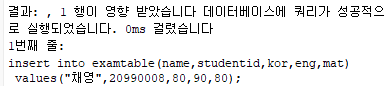 결과: , 1 행이 영향 받았습니다 데이터베이스에 쿼리가 성공적으
로 실행되었습니다. 0ms 걸렸습니다
1번째 줄:
insert into examtable(name,studentid,kor,eng,mat)
values("채영",20990008,80,90,80);